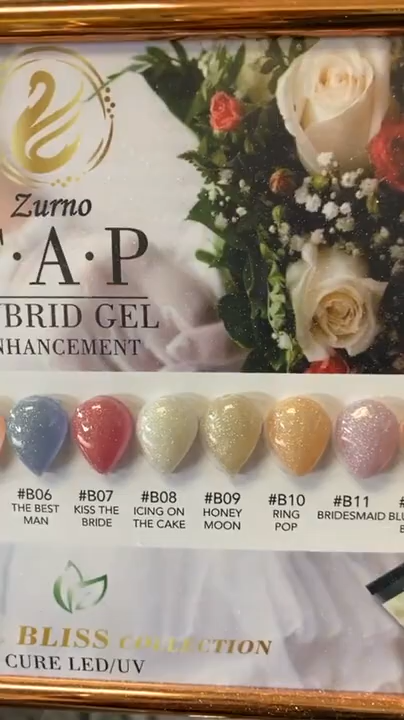 Zurno
·A·P
BRID GEL
NHANCEMENT
#B06
THE BEST
MAN
#B07
KISS THE
BRIDE
#B08
ICING ON
THE CAKE
#B09
HONEY
MOON
#B10
RING
POP
#B11
BRIDESMAID
BLISS COLLECTION
CURE LED/UV